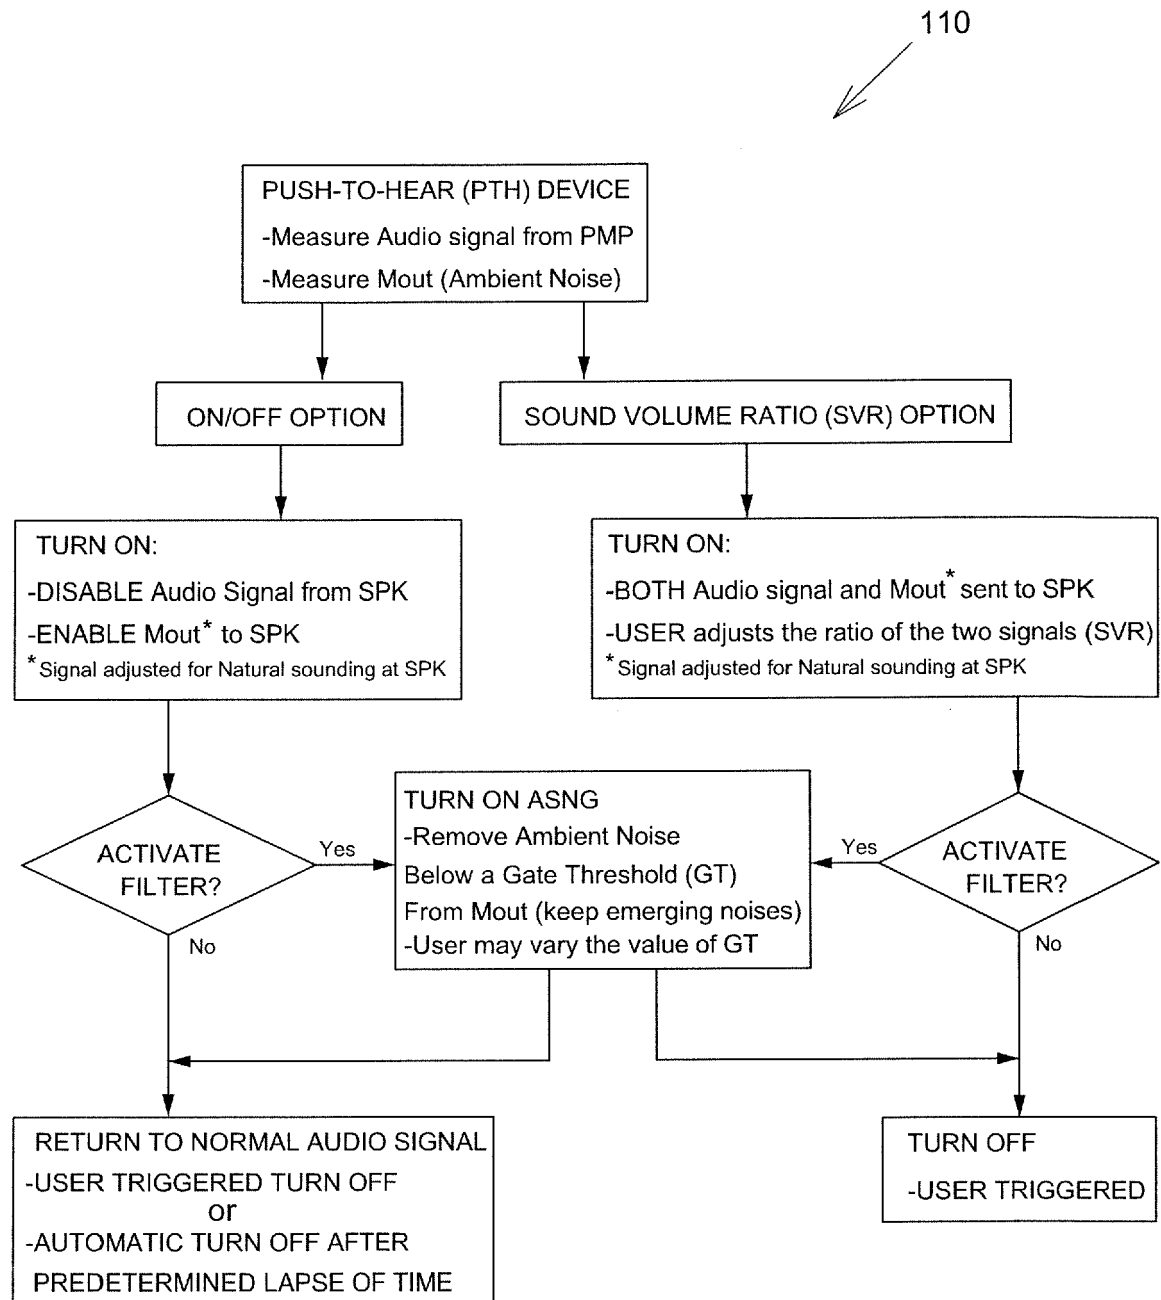 110
PUSH-TO-HEAR (PTH) DEVICE
-Measure Audio signal from PMP
-Measure Mout (Ambient Noise)
ON/OFF OPTION
SOUND VOLUME RATIO (SVR) OPTION
TURN ON:
-DISABLE Audio Signal from SPK
-ENABLE Mout* to SPK
*Signal adjusted for Natural sounding at SPK
TURN ON:
-BOTH Audio signal and Mout* sent to SPK
-USER adjusts the ratio of the two signals (SVR)
*Signal adjusted for Natural sounding at SPK
ACTIVATE
FILTER?
Yes
No
TURN ON ASNG
-Remove Ambient Noise
Below a Gate Threshold (GT)
From Mout (keep emerging noises)
-User may vary the value of GT
Yes
ACTIVATE
FILTER?
No
RETURN TO NORMAL AUDIO SIGNAL
-USER TRIGGERED TURN OFF
or
-AUTOMATIC TURN OFF AFTER
PREDETERMINED LAPSE OF TIME
TURN OFF
-USER TRIGGERED